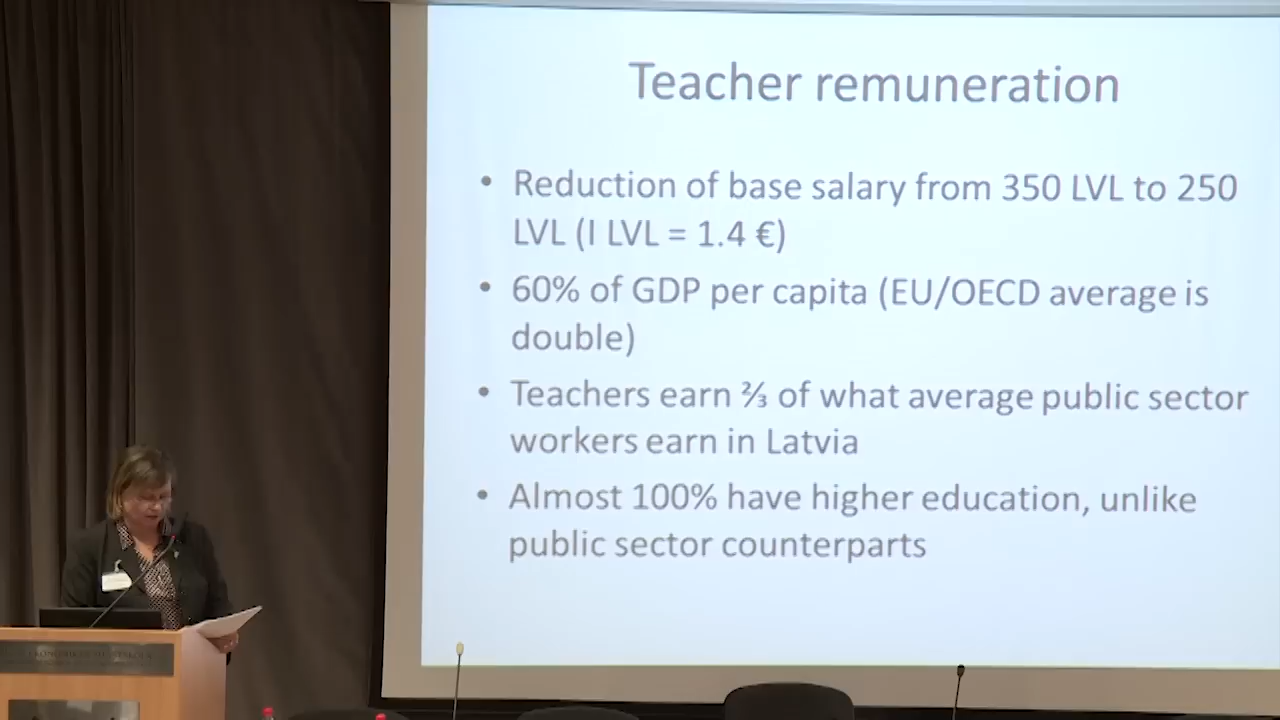 Teacher remuneration
• Reduction of base salary from 350 LVL to 250
LVL (I LVL = 1.4 €)
• 60% of GDP per capita (EU/OECD average is
double)
• Teachers earn ⅔ of what average public sector
workers earn in Latvia
• Almost 100% have higher education, unlike
public sector counterparts